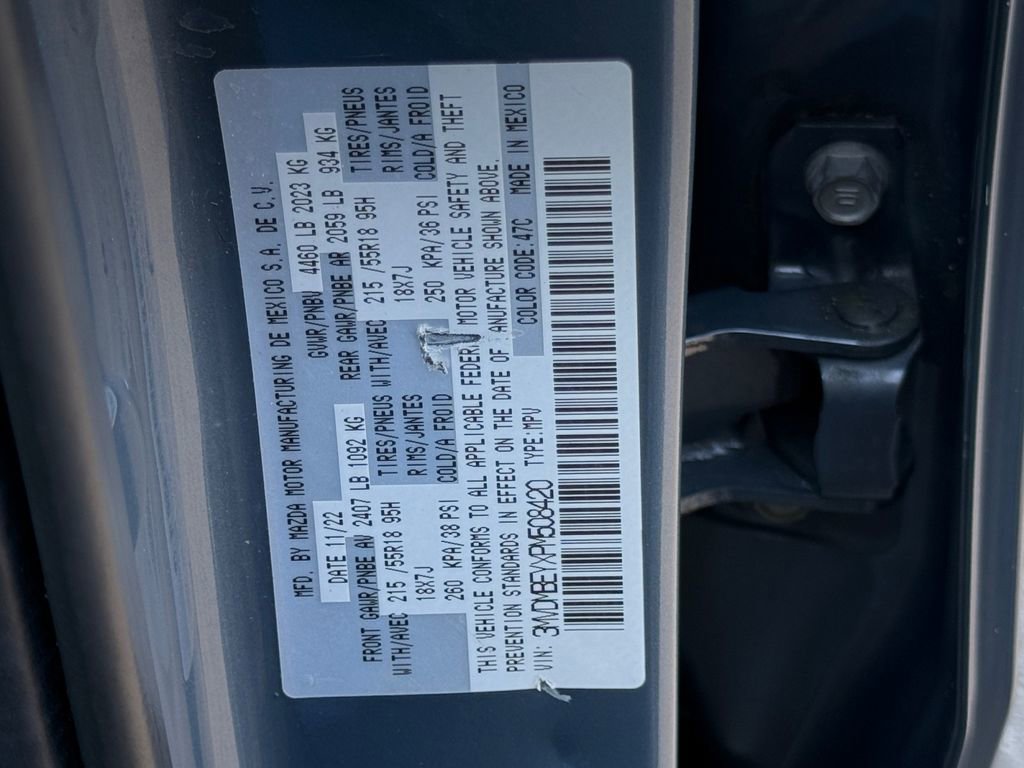 MFD. BY MAZDA MOTOR MANUFACTURING DE MEXICO S.A. DE C.V.
DATE 11/22 GVWR/PNBV 4460 LB 2023 KG
FRONT GAWR/PNBE AV 2407 LB 1092 KG REAR GAWR/PNBE AR 2059 LB 934 KG
WITH/AVEC 215 /55R18 95H TIRES/PNEUS WITH/AVEC 215 /55R18 95H TIRES/PNEUS
18X7J RIMS/JANTES 18X7J RIMS/JANTES
260 KPA/38 PSI COLD/A FROID 250 KPA/36 PSI COLD/A FROID
THIS VEHICLE CONFORMS TO ALL APPLICABLE FEDER MOTOR VEHICLE SAFETY AND THEFT
PREVENTION STANDARDS IN EFFECT ON THE DATE OF ANUFACTURE SHOWN ABOVE.
VIN: 3MVDMBE7XPM508420 TYPE:MPV COLOR CODE:47C MADE IN MEXICO